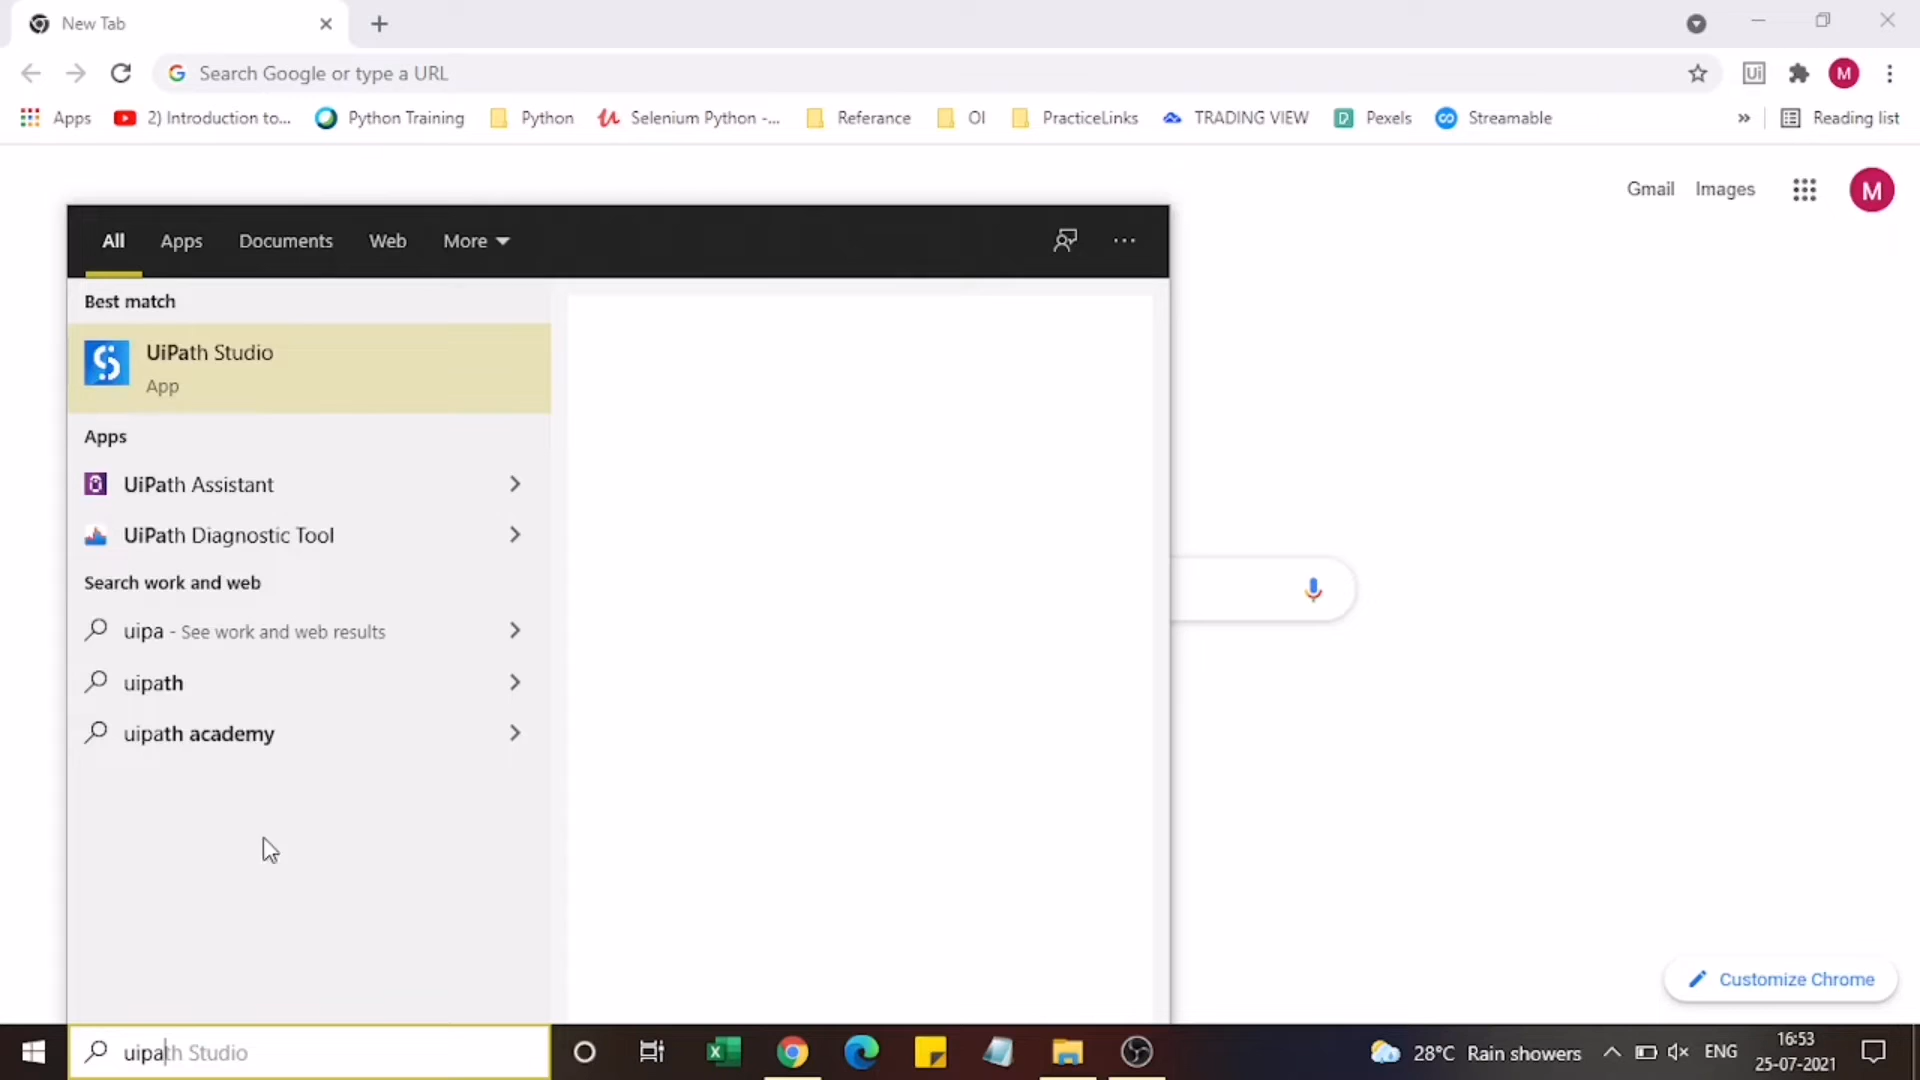 New Tab
Search Google or type a URL
Ui
M
Apps
2) Introduction to...
Python Training
Python
Selenium Python -...
Referance
OI
PracticeLinks
TRADING VIEW
Pexels
Streamable
»
Reading list
Gmail
Images
M
All
Apps
Documents
Web
More
Best match
UiPath Studio
App
Apps
UiPath Assistant
UiPath Diagnostic Tool
Search work and web
uipa - See work and web results
uipath
uipath academy
Customize Chrome
uipath Studio
28°C Rain showers
ENG
16:53
25-07-2021